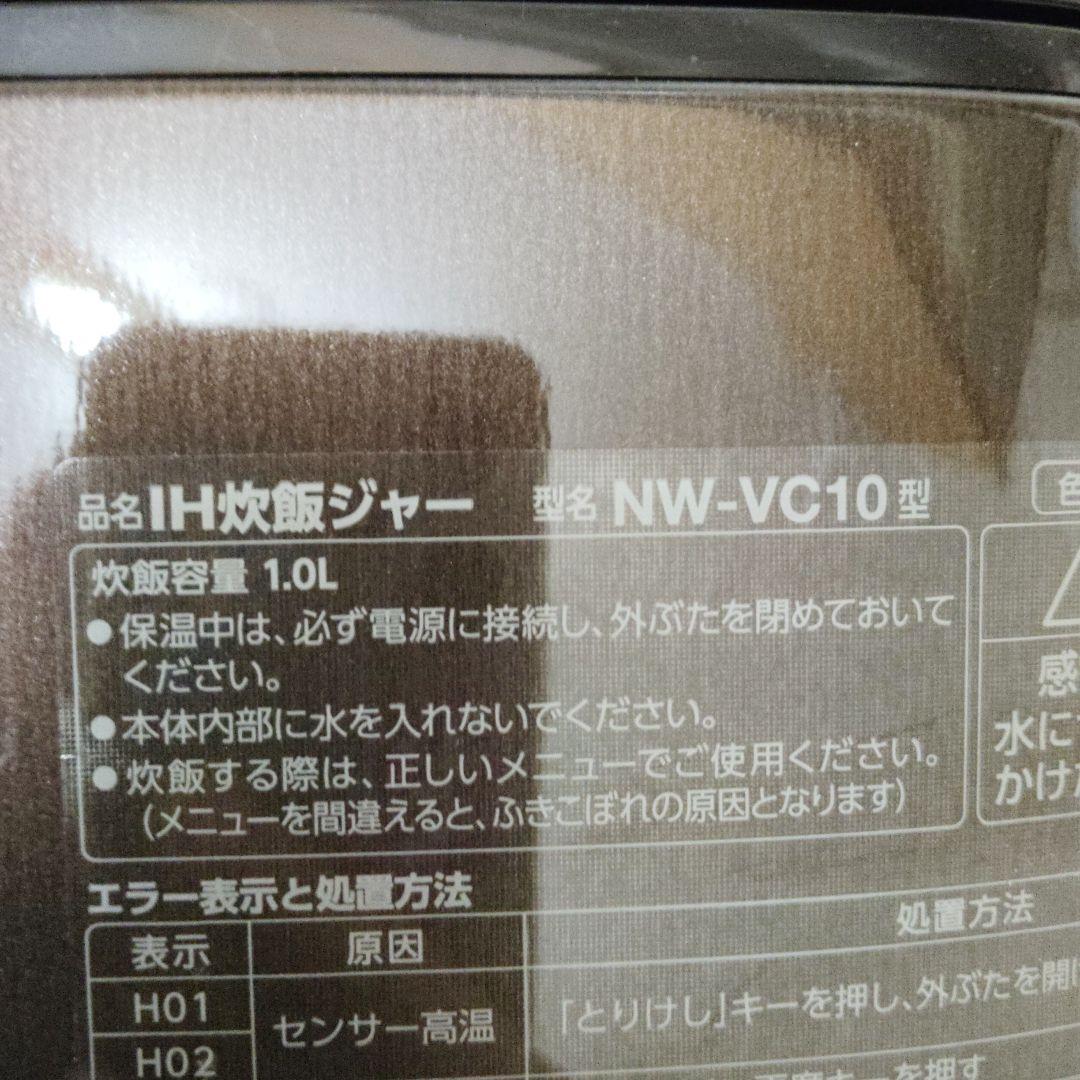 品名 IH炊飯ジャー 型名 NW-VC10型
色
炊飯容量 1.0L
●保温中は、必ず電源に接続し、外ぶたを閉めておいて
ください。
●本体内部に水を入れないでください。
●炊飯する際は、正しいメニューでご使用ください。
(メニューを間違えると、ふきこぼれの原因となります)
感
水に
かけ
エラー表示と処置方法
表示 原因 処置方法
H01 センサー高温 「とりけし」キーを押し、外ぶたを開け
H02 キーを押す